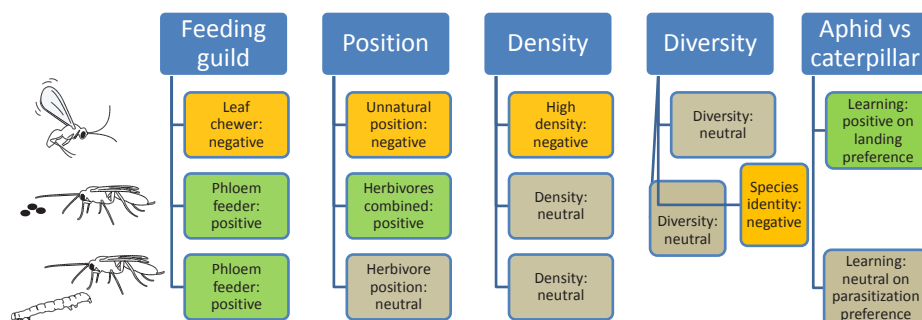 Feeding
guild
Position
Density
Diversity
Aphid vs
caterpillar
Leaf
chewer:
negative
Unnatural
position:
negative
High
density:
negative
Diversity:
neutral
Learning:
positive on
landing
preference
Phloem
feeder:
positive
Herbivores
combined:
positive
Density:
neutral
Diversity:
neutral
Species
identity:
negative
Phloem
feeder:
positive
Herbivore
position:
neutral
Density:
neutral
Learning:
neutral on
parasitization
preference